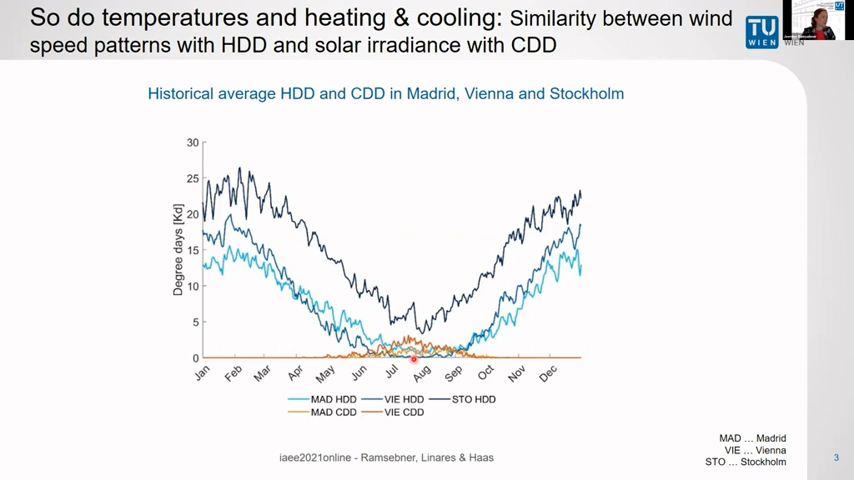 So do temperatures and heating & cooling: Similarity between wind
speed patterns with HDD and solar irradiance with CDD
TU
WIEN
WIEN
Historical average HDD and CDD in Madrid, Vienna and Stockholm
Degree days [Kd]
30
25
20
15
10
5
0
Jan Feb Mar Apr May Jun Jul Aug Sep Oct Nov Dec
MAD HDD VIE HDD STO HDD
MAD CDD VIE CDD
MAD ... Madrid
VIE ... Vienna
STO ... Stockholm
iaee2021online - Ramsebner, Linares & Haas
3